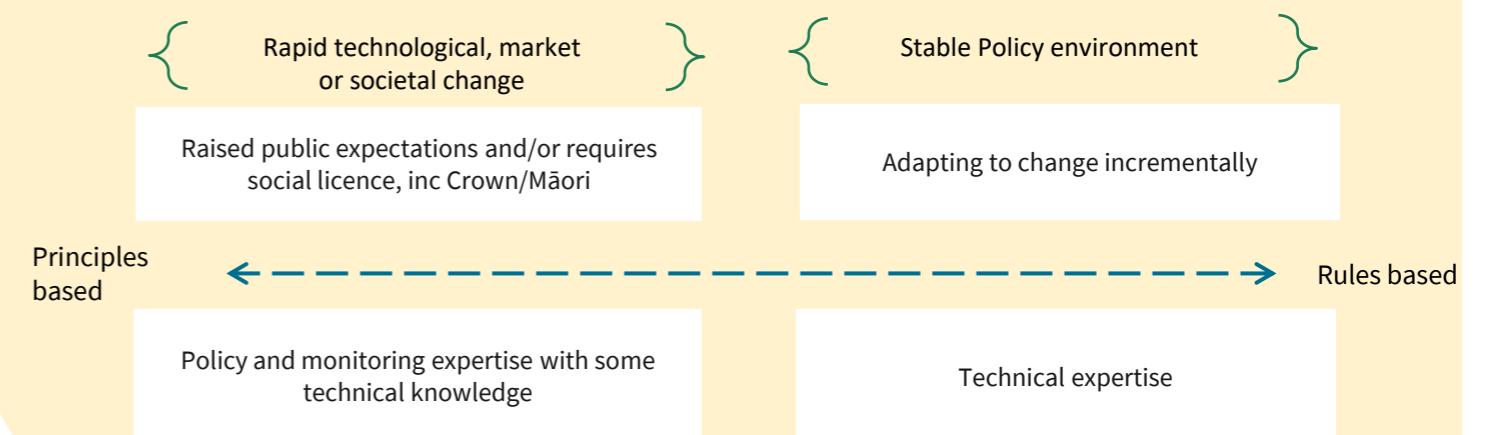 Rapid technological, market
or societal change
Stable Policy environment
Raised public expectations and/or requires
social licence, inc Crown/Māori
Adapting to change incrementally
Principles
based
Rules based
Policy and monitoring expertise with some
technical knowledge
Technical expertise